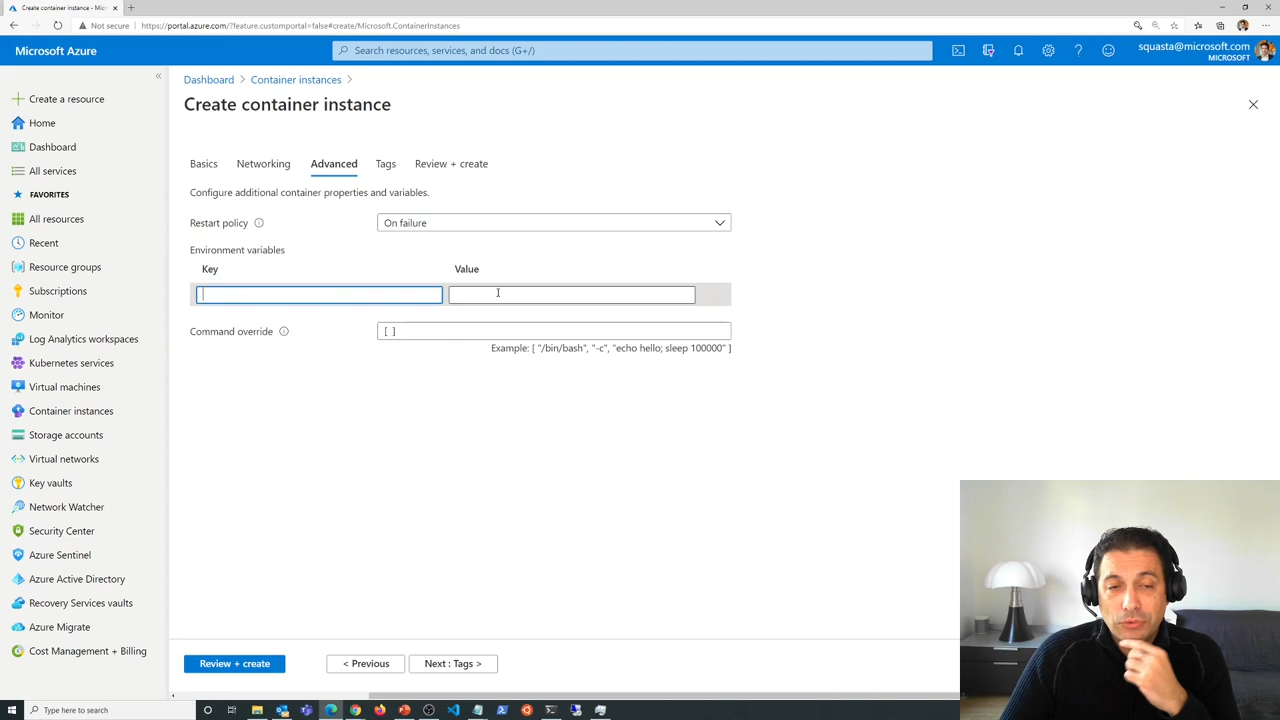 Create container instance - Micr
Not secure
https://portal.azure.com/?feature.customportal=false#create/Microsoft.ContainerInstances
Microsoft Azure
Search resources, services, and docs (G+/)
squasta@microsoft.com
MICROSOFT
Create a resource
Home
Dashboard
All services
FAVORITES
All resources
Recent
Resource groups
Subscriptions
Monitor
Log Analytics workspaces
Kubernetes services
Virtual machines
Container instances
Storage accounts
Virtual networks
Key vaults
Network Watcher
Security Center
Azure Sentinel
Azure Active Directory
Recovery Services vaults
Azure Migrate
Cost Management + Billing
Dashboard > Container instances >
Create container instance
Basics Networking Advanced Tags Review + create
Configure additional container properties and variables.
Restart policy On failure
Environment variables
Key Value
Command override [ ]
Example: [ "/bin/bash", "-c", "echo hello; sleep 100000" ]
Review + create < Previous Next : Tags >
Type here to search